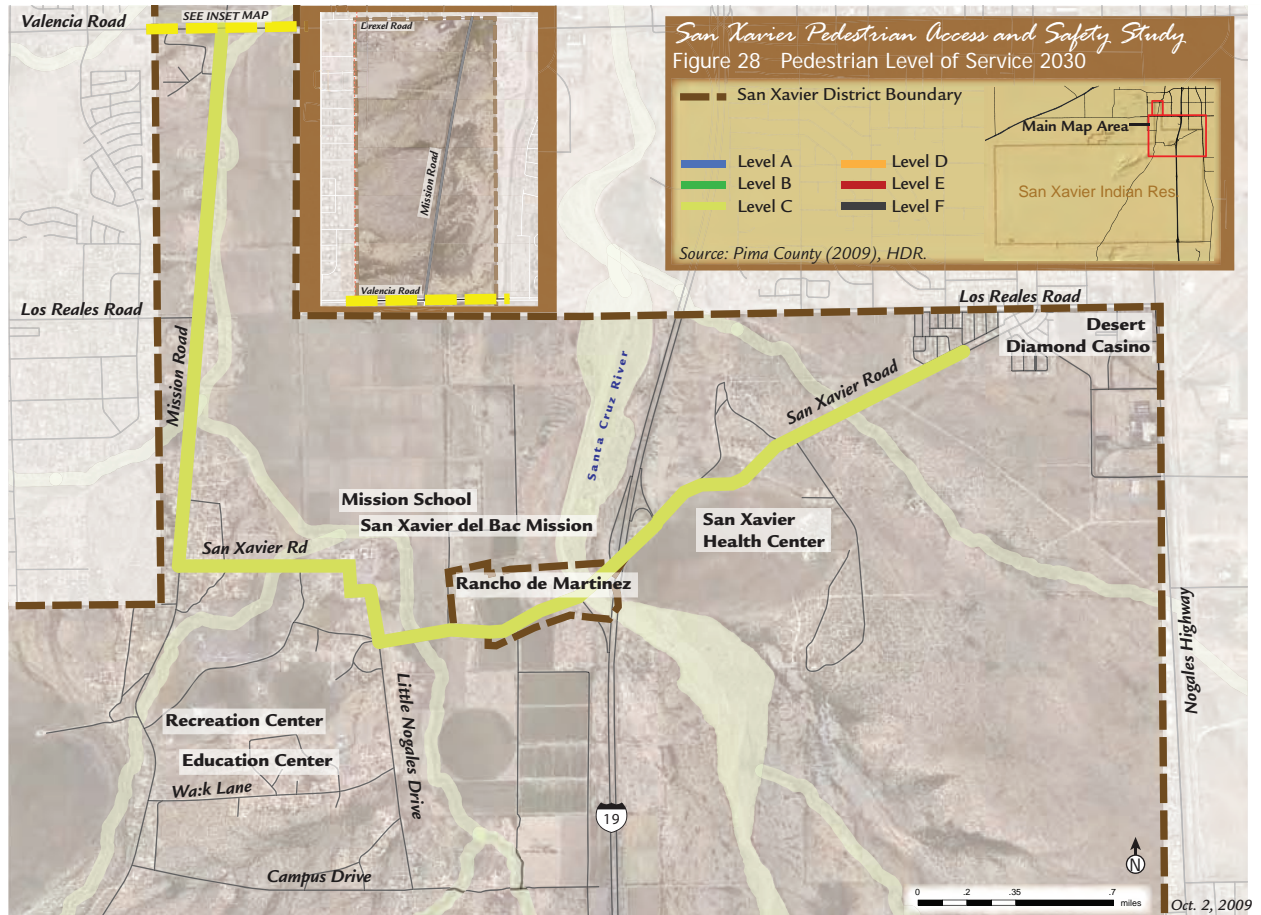 Valencia Road
SEE INSET MAP
Drexel Road
Mission Road
Valencia Road
San Xavier Pedestrian Access and Safety Study
Figure 28 Pedestrian Level of Service 2030
San Xavier District Boundary
Level A
Level B
Level C
Level D
Level E
Level F
Main Map Area
San Xavier Indian Res
Source: Pima County (2009), HDR.
Los Reales Road
Los Reales Road
Desert
Diamond Casino
Mission Road
Santa Cruz River
San Xavier Road
Mission School
San Xavier del Bac Mission
San Xavier
Health Center
San Xavier Rd
Rancho de Martinez
Nogales Highway
Little Nogales Drive
Recreation Center
Education Center
Wa:k Lane
19
Campus Drive
N
0 .2 .35 .7
miles
Oct. 2, 2009